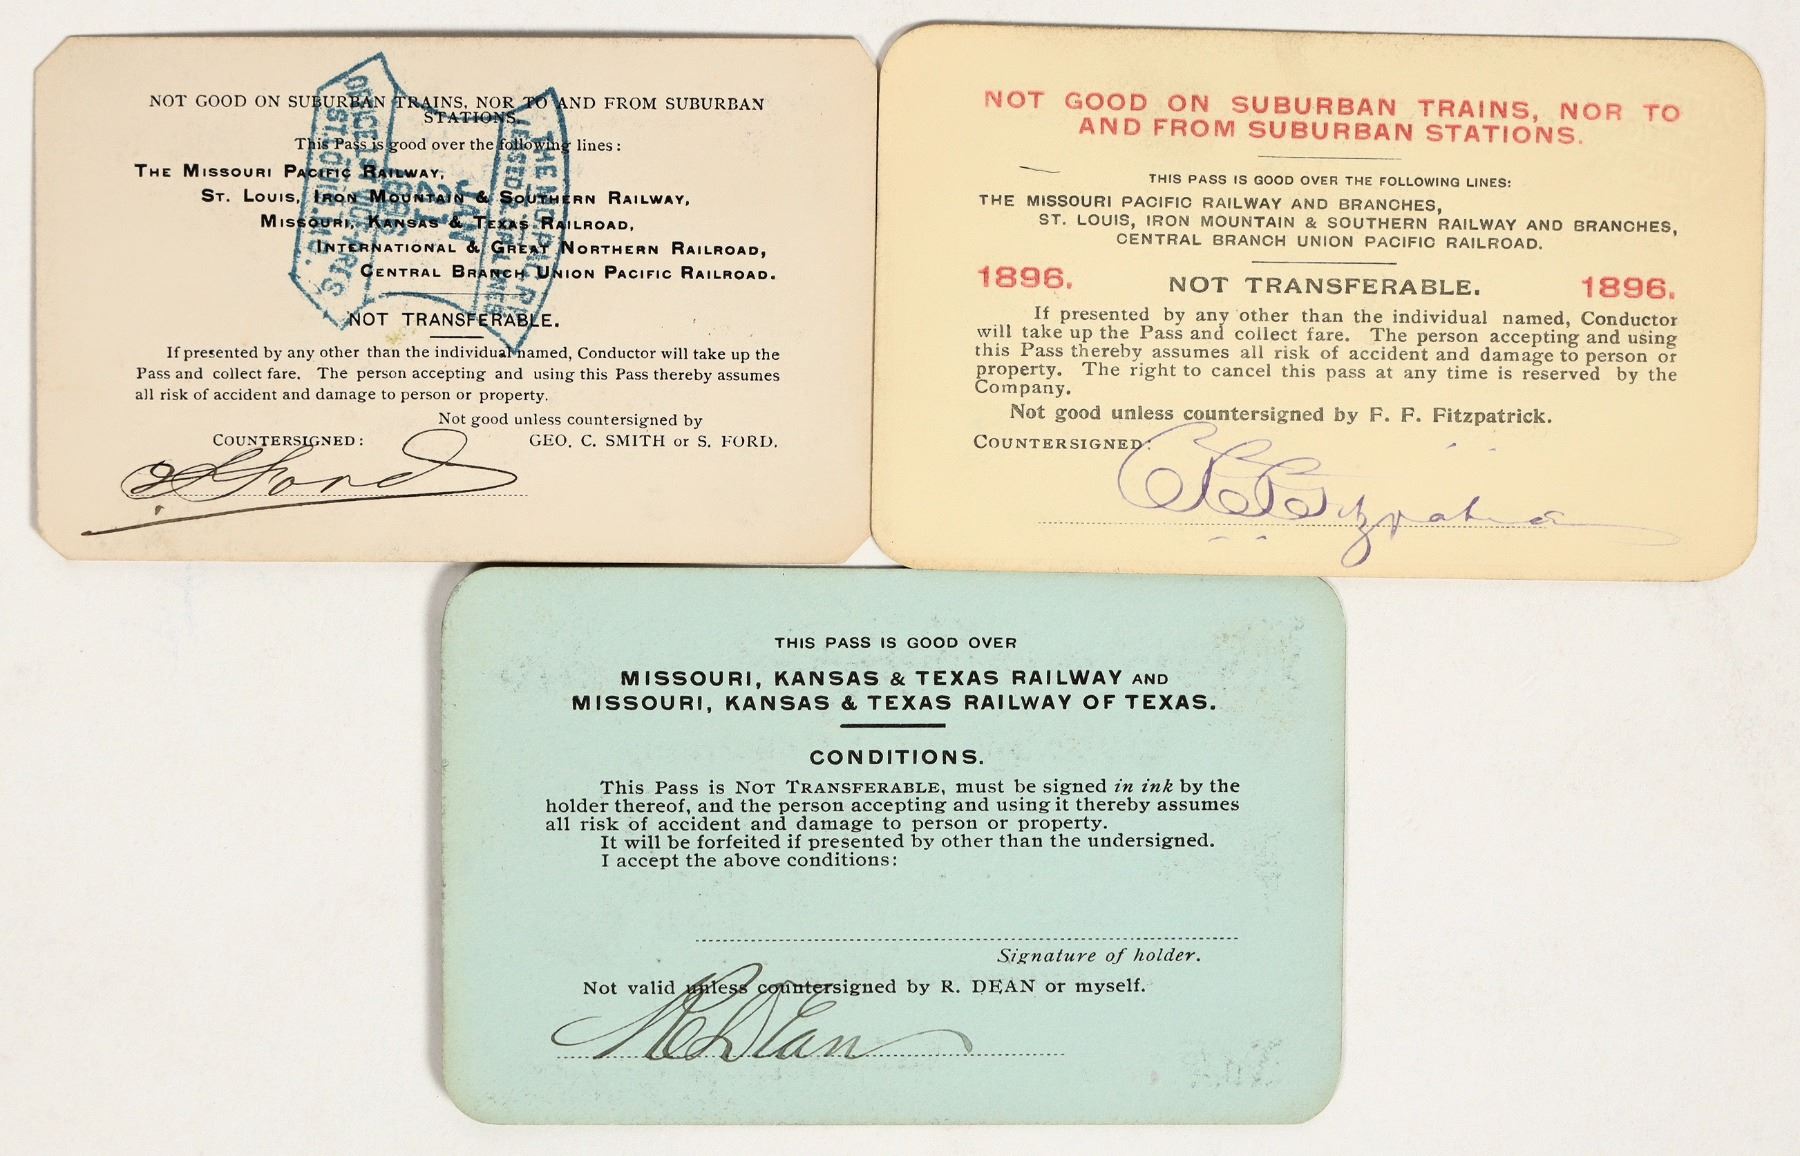 NOT GOOD ON SUBURBAN TRAINS, NOR TO AND FROM SUBURBAN
STATIONS.
This Pass is good over the following lines:
THE MISSOURI PACIFIC RAILWAY,
ST. LOUIS, IRON MOUNTAIN & SOUTHERN RAILWAY,
MISSOURI, KANSAS & TEXAS RAILROAD,
INTERNATIONAL & GREAT NORTHERN RAILROAD,
CENTRAL BRANCH UNION PACIFIC RAILROAD.
NOT TRANSFERABLE.
If presented by any other than the individual named, Conductor will take up the
Pass and collect fare. The person accepting and using this Pass thereby assumes
all risk of accident and damage to person or property.
Not good unless countersigned by
COUNTERSIGNED: GEO. C. SMITH or S. FORD.
S Ford
THE MO. PAC. R
LEASED
LINES
JAN
21
ST. LOUIS, MO.
NOT GOOD ON SUBURBAN TRAINS, NOR TO
AND FROM SUBURBAN STATIONS.
THIS PASS IS GOOD OVER THE FOLLOWING LINES:
THE MISSOURI PACIFIC RAILWAY AND BRANCHES,
ST. LOUIS, IRON MOUNTAIN & SOUTHERN RAILWAY AND BRANCHES,
CENTRAL BRANCH UNION PACIFIC RAILROAD.
1896. NOT TRANSFERABLE. 1896.
If presented by any other than the individual named, Conductor
will take up the Pass and collect fare. The person accepting and using
this Pass thereby assumes all risk of accident and damage to person or
property. The right to cancel this pass at any time is reserved by the
Company.
Not good unless countersigned by F. F. Fitzpatrick.
COUNTERSIGNED:
F F Fitzpatrick
THIS PASS IS GOOD OVER
MISSOURI, KANSAS & TEXAS RAILWAY AND
MISSOURI, KANSAS & TEXAS RAILWAY OF TEXAS.
CONDITIONS.
This Pass is NOT TRANSFERABLE, must be signed in ink by the
holder thereof, and the person accepting and using it thereby assumes
all risk of accident and damage to person or property.
It will be forfeited if presented by other than the undersigned.
I accept the above conditions:
Signature of holder.
Not valid unless countersigned by R. DEAN or myself.
R Dean